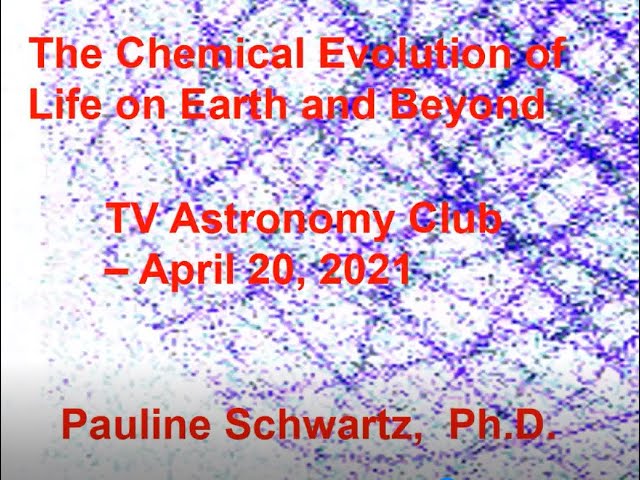 The Chemical Evolution of
Life on Earth and Beyond
TV Astronomy Club
– April 20, 2021
Pauline Schwartz, Ph.D.